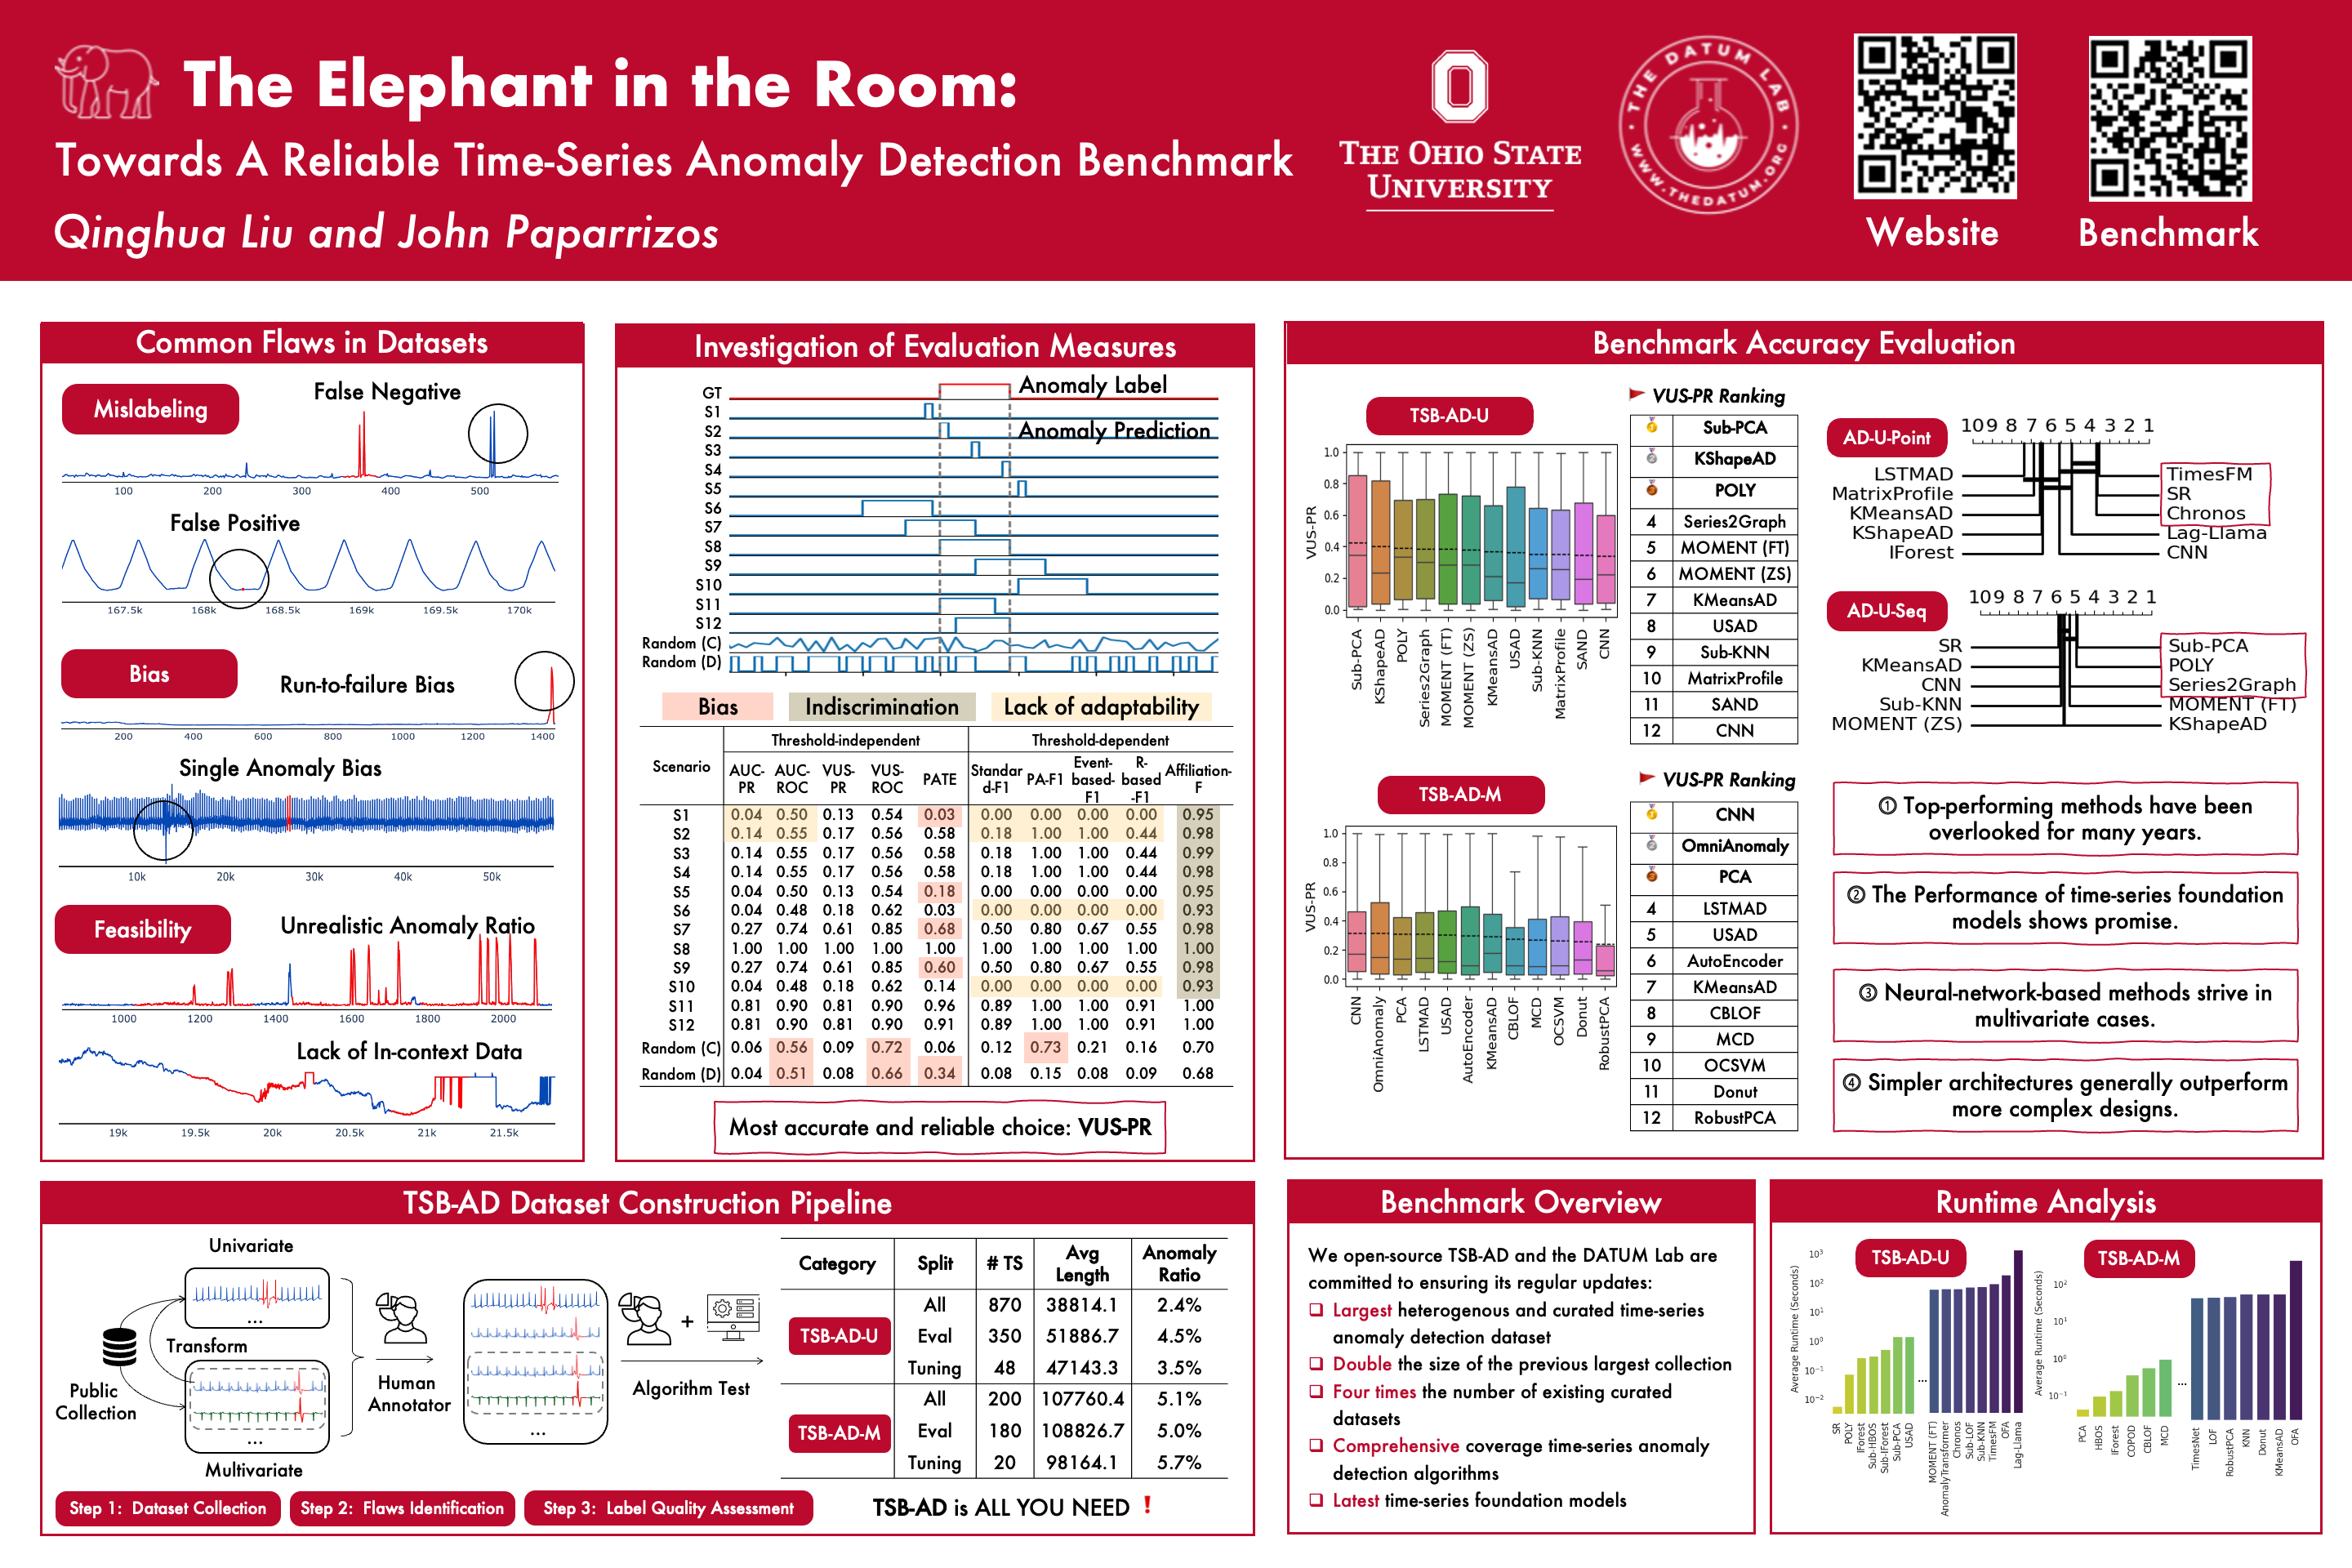 The Elephant in the Room:
Towards A Reliable Time-Series Anomaly Detection Benchmark
Qinghua Liu and John Paparrizos
THE OHIO STATE
UNIVERSITY
THE DATUM LAB
WWW.THEDATUM.ORG
Website
Benchmark
Common Flaws in Datasets
Mislabeling
False Negative
100 200 300 400 500
False Positive
167.5k 168k 168.5k 169k 169.5k 170k
Bias
Run-to-failure Bias
200 400 600 800 1000 1200 1400
Single Anomaly Bias
10k 20k 30k 40k 50k
Feasibility
Unrealistic Anomaly Ratio
1000 1200 1400 1600 1800 2000
Lack of In-context Data
19k 19.5k 20k 20.5k 21k 21.5k
Investigation of Evaluation Measures
GT
Anomaly Label
S1
S2
Anomaly Prediction
S3
S4
S5
S6
S7
S8
S9
S10
S11
S12
Random (C)
Random (D)
Bias Indiscrimination Lack of adaptability
Scenario Threshold-independent Threshold-dependent
AUC-PR AUC-ROC VUS-PR VUS-ROC PATE Standard-F1 PA-F1 Event-based-F1 R-based-F1 Affiliation-F
S1 0.04 0.50 0.13 0.54 0.03 0.00 0.00 0.00 0.00 0.95
S2 0.14 0.55 0.17 0.56 0.58 0.18 1.00 1.00 0.44 0.98
S3 0.14 0.55 0.17 0.56 0.58 0.18 1.00 1.00 0.44 0.99
S4 0.14 0.55 0.17 0.56 0.58 0.18 1.00 1.00 0.44 0.98
S5 0.04 0.50 0.13 0.54 0.18 0.00 0.00 0.00 0.00 0.95
S6 0.04 0.48 0.18 0.62 0.03 0.00 0.00 0.00 0.00 0.93
S7 0.27 0.74 0.61 0.85 0.68 0.50 0.80 0.67 0.55 0.98
S8 1.00 1.00 1.00 1.00 1.00 1.00 1.00 1.00 1.00 1.00
S9 0.27 0.74 0.61 0.85 0.60 0.50 0.80 0.67 0.55 0.98
S10 0.04 0.48 0.18 0.62 0.14 0.00 0.00 0.00 0.00 0.93
S11 0.81 0.90 0.81 0.90 0.96 0.89 1.00 1.00 0.91 1.00
S12 0.81 0.90 0.81 0.90 0.91 0.89 1.00 1.00 0.91 1.00
Random (C) 0.06 0.56 0.09 0.72 0.06 0.12 0.73 0.21 0.16 0.70
Random (D) 0.04 0.51 0.08 0.66 0.34 0.08 0.15 0.08 0.09 0.68
Most accurate and reliable choice: VUS-PR
Benchmark Accuracy Evaluation
TSB-AD-U
VUS-PR
1.0
0.8
0.6
0.4
0.2
0.0
Sub-PCA KShapeAD POLY Series2Graph MOMENT (FT) MOMENT (ZS) KMeansAD USAD Sub-KNN MatrixProfile SAND CNN
VUS-PR Ranking
Sub-PCA
KShapeAD
POLY
4 Series2Graph
5 MOMENT (FT)
6 MOMENT (ZS)
7 KMeansAD
8 USAD
9 Sub-KNN
10 MatrixProfile
11 SAND
12 CNN
AD-U-Point
10 9 8 7 6 5 4 3 2 1
LSTMAD
MatrixProfile
KMeansAD
KShapeAD
IForest
TimesFM
SR
Chronos
Lag-Llama
CNN
AD-U-Seq
10 9 8 7 6 5 4 3 2 1
SR
KMeansAD
CNN
Sub-KNN
MOMENT (ZS)
Sub-PCA
POLY
Series2Graph
MOMENT (FT)
KShapeAD
TSB-AD-M
VUS-PR
1.0
0.8
0.6
0.4
0.2
0.0
CNN OmniAnomaly PCA LSTMAD USAD AutoEncoder KMeansAD CBLOF MCD OCSVM Donut RobustPCA
VUS-PR Ranking
CNN
OmniAnomaly
PCA
4 LSTMAD
5 USAD
6 AutoEncoder
7 KMeansAD
8 CBLOF
9 MCD
10 OCSVM
11 Donut
12 RobustPCA
① Top-performing methods have been
overlooked for many years.
② The Performance of time-series foundation
models shows promise.
③ Neural-network-based methods strive in
multivariate cases.
④ Simpler architectures generally outperform
more complex designs.
TSB-AD Dataset Construction Pipeline
Univariate
...
Transform
Public
Collection
...
Multivariate
Human
Annotator
...
+
Algorithm Test
Category Split # TS Avg Length Anomaly Ratio
TSB-AD-U
All 870 38814.1 2.4%
Eval 350 51886.7 4.5%
Tuning 48 47143.3 3.5%
TSB-AD-M
All 200 107760.4 5.1%
Eval 180 108826.7 5.0%
Tuning 20 98164.1 5.7%
Step 1: Dataset Collection
Step 2: Flaws Identification
Step 3: Label Quality Assessment
TSB-AD is ALL YOU NEED !
Benchmark Overview
We open-source TSB-AD and the DATUM Lab are
committed to ensuring its regular updates:
❑ Largest heterogenous and curated time-series
anomaly detection dataset
❑ Double the size of the previous largest collection
❑ Four times the number of existing curated
datasets
❑ Comprehensive coverage time-series anomaly
detection algorithms
❑ Latest time-series foundation models
Runtime Analysis
TSB-AD-U
Average Runtime (Seconds)
10³
10²
10¹
10⁰
10⁻¹
10⁻²
...
SR POLY IForest Sub-HBOS Sub-IForest Sub-PCA USAD MOMENT (FT) AnomalyTransformer Chronos Sub-LOF Sub-KNN TimesFM OFA Lag-Llama
TSB-AD-M
Average Runtime (Seconds)
10²
10¹
10⁰
10⁻¹
...
PCA HBOS IForest COPOD CBLOF MCD TimesNet LOF RobustPCA KNN Donut KMeansAD OFA